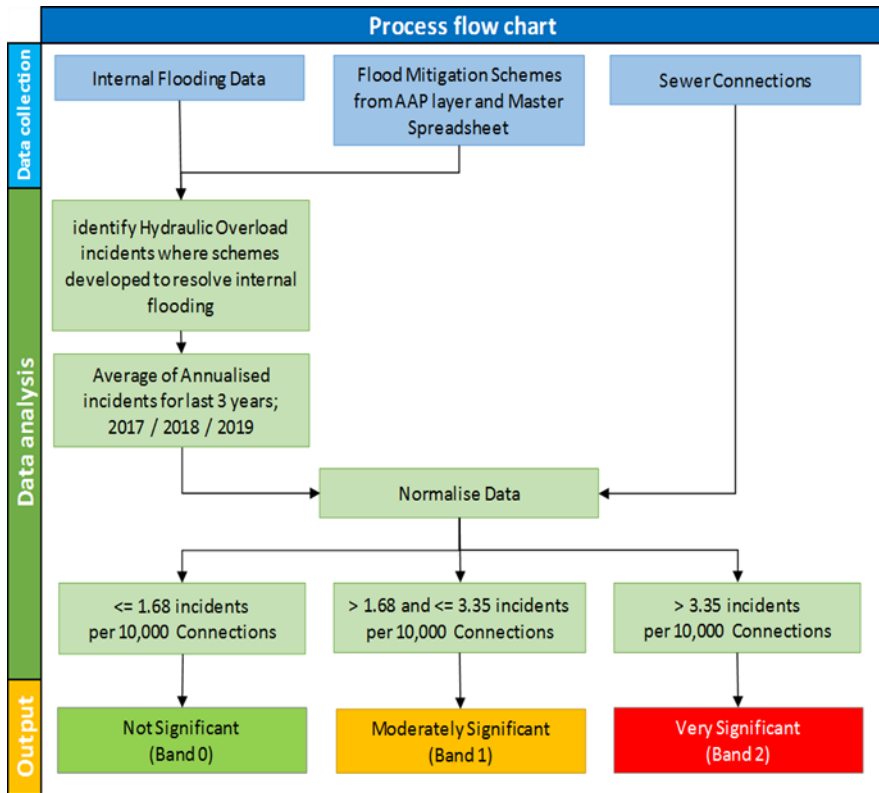 Process flow chart
Data collection
Internal Flooding Data
Flood Mitigation Schemes
from AAP layer and Master
Spreadsheet
Sewer Connections
Data analysis
identify Hydraulic Overload
incidents where schemes
developed to resolve internal
flooding
Average of Annualised
incidents for last 3 years;
2017 / 2018 / 2019
Normalise Data
<= 1.68 incidents
per 10,000 Connections
> 1.68 and <= 3.35 incidents
per 10,000 Connections
> 3.35 incidents
per 10,000 Connections
Output
Not Significant
(Band 0)
Moderately Significant
(Band 1)
Very Significant
(Band 2)